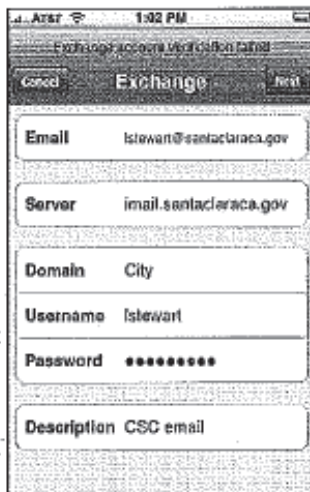 AT&T 1:02 PM
Exchange account verification failed
Cancel Exchange Next
Email lstewart@santaclaraca.gov
Server imail.santaclaraca.gov
Domain City
Username lstewart
Password ●●●●●●●●●
Description CSC email